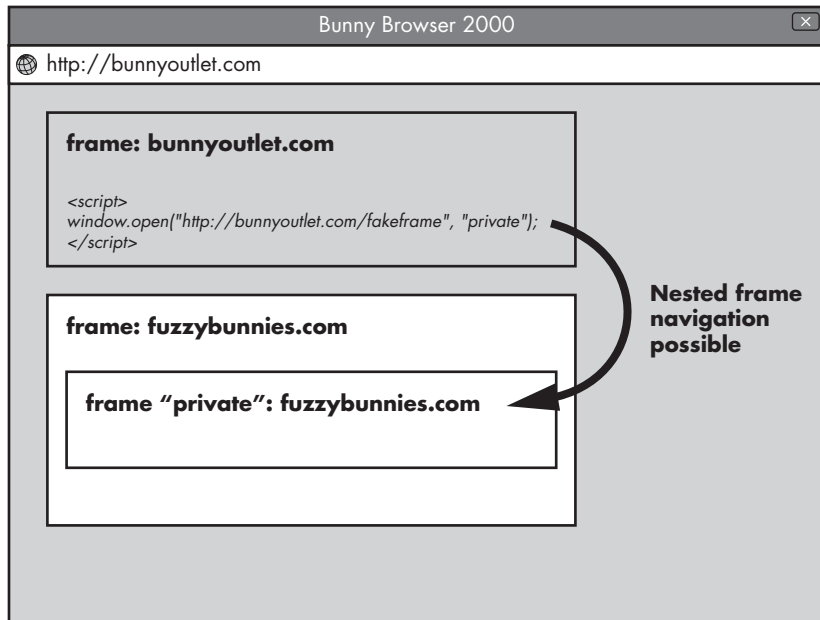 Bunny Browser 2000
http://bunnyoutlet.com
frame: bunnyoutlet.com
<script>
window.open("http://bunnyoutlet.com/fakeframe", "private");
</script>
Nested frame
navigation
possible
frame: fuzzybunnies.com
frame “private”: fuzzybunnies.com